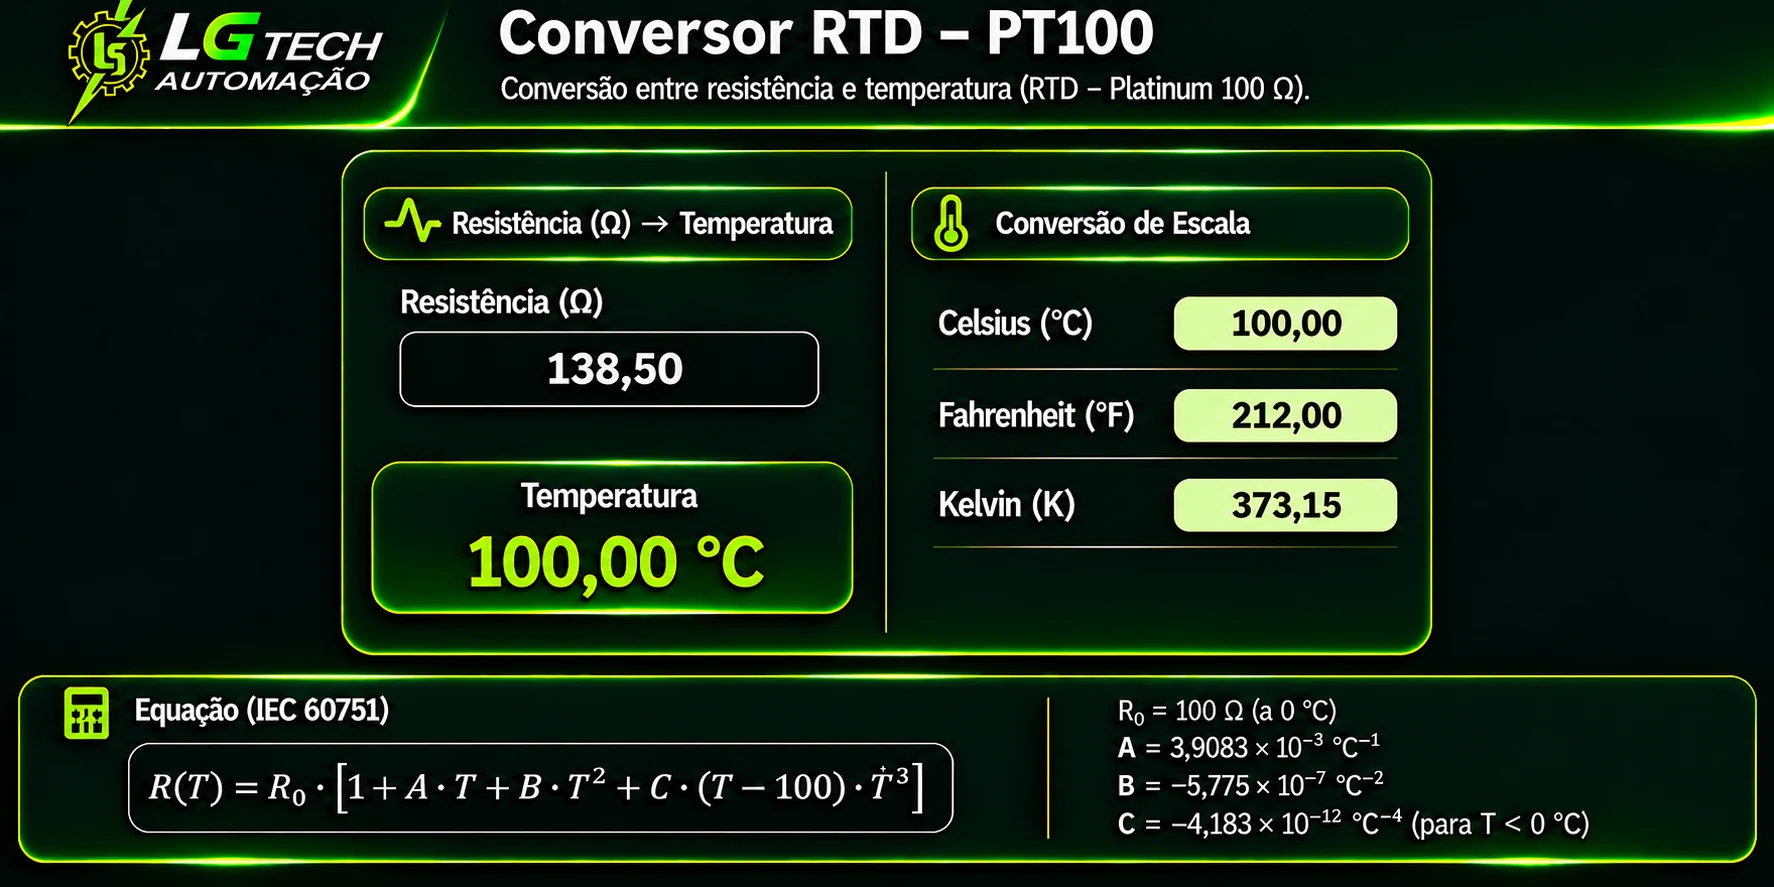 LG TECH
AUTOMAÇÃO
Conversor RTD – PT100
Conversão entre resistência e temperatura (RTD – Platinum 100 Ω).
Resistência (Ω) → Temperatura
Resistência (Ω)
138,50
Temperatura
100,00 °C
Conversão de Escala
Celsius (°C) 100,00
Fahrenheit (°F) 212,00
Kelvin (K) 373,15
Equação (IEC 60751)
R(T) = R₀ · [1 + A · T + B · T² + C · (T − 100) · T³]
R₀ = 100 Ω (a 0 °C)
A = 3,9083 × 10⁻³ °C⁻¹
B = −5,775 × 10⁻⁷ °C⁻²
C = −4,183 × 10⁻¹² °C⁻⁴ (para T < 0 °C)